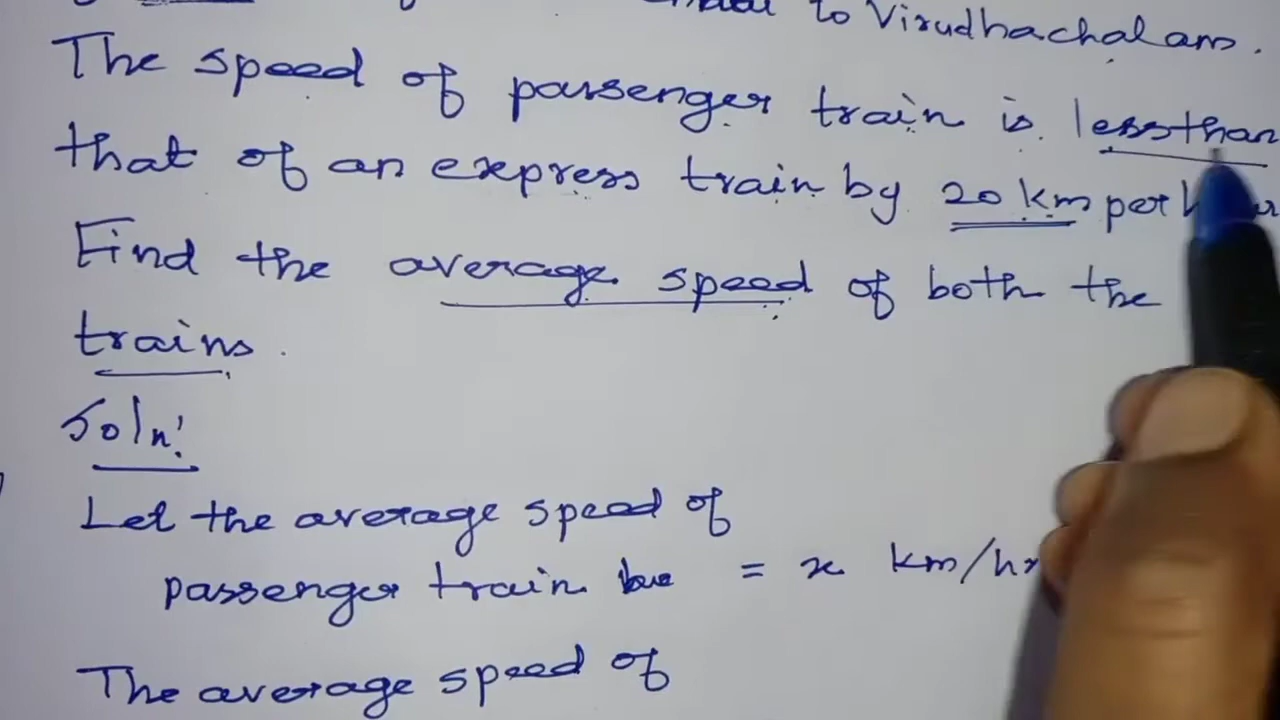 to Virudhachalam.
The speed of passenger train is less than
that of an express train by 20 km per
Find the average speed of both the
trains.
Soln:
Let the average speed of
passenger train be = x km/hr
The average speed of